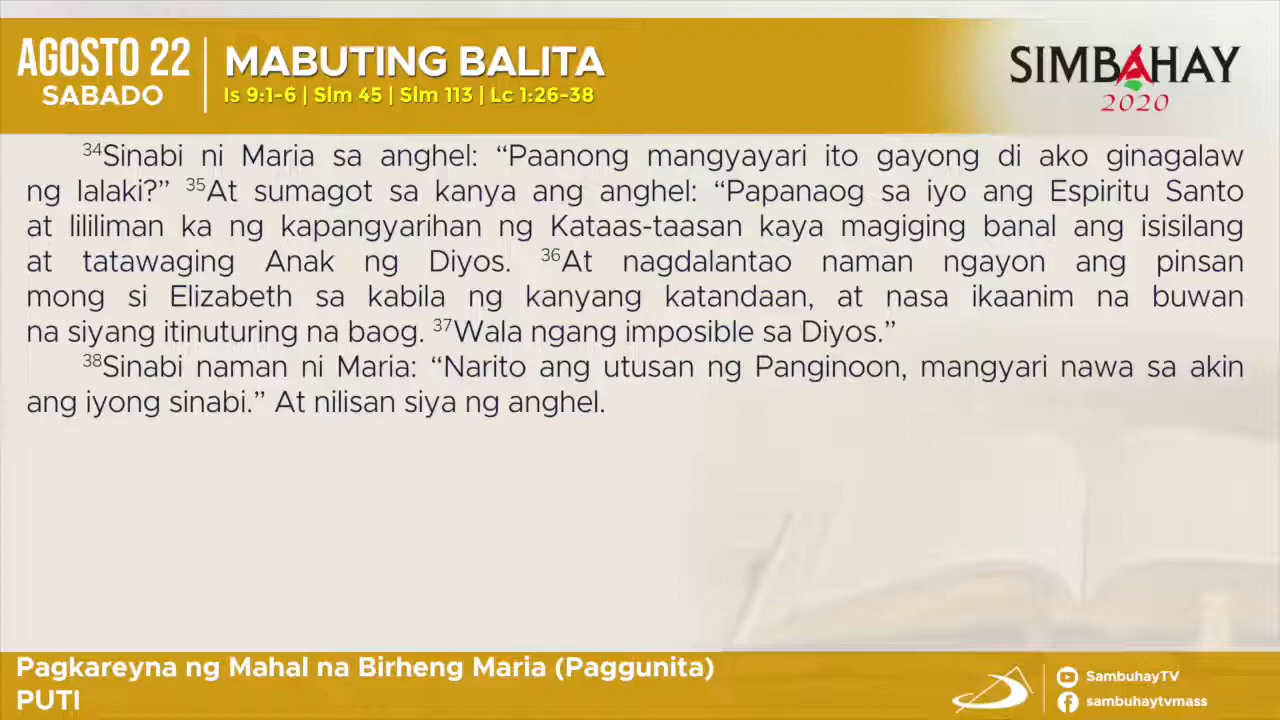 AGOSTO 22
SABADO
MABUTING BALITA
Is 9:1-6 | Slm 45 | Slm 113 | Lc 1:26-38
SIMBAHAY
2020
³⁴Sinabi ni Maria sa anghel: “Paanong mangyayari ito gayong di ako ginagalaw
ng lalaki?” ³⁵At sumagot sa kanya ang anghel: “Papanaog sa iyo ang Espiritu Santo
at lililiman ka ng kapangyarihan ng Kataas-taasan kaya magiging banal ang isisilang
at tatawaging Anak ng Diyos. ³⁶At nagdalantao naman ngayon ang pinsan
mong si Elizabeth sa kabila ng kanyang katandaan, at nasa ikaanim na buwan
na siyang itinuturing na baog. ³⁷Wala ngang imposible sa Diyos.”
³⁸Sinabi naman ni Maria: “Narito ang utusan ng Panginoon, mangyari nawa sa akin
ang iyong sinabi.” At nilisan siya ng anghel.
Pagkareyna ng Mahal na Birheng Maria (Paggunita)
PUTI
SambuhayTV
sambuhaytvmass